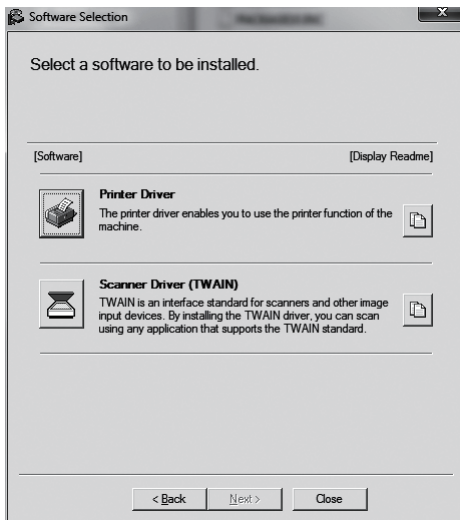 Software Selection
Select a software to be installed.
[Software] [Display Readme]
Printer Driver
The printer driver enables you to use the printer function of the
machine.
Scanner Driver (TWAIN)
TWAIN is an interface standard for scanners and other image
input devices. By installing the TWAIN driver, you can scan
using any application that supports the TWAIN standard.
< Back Next > Close